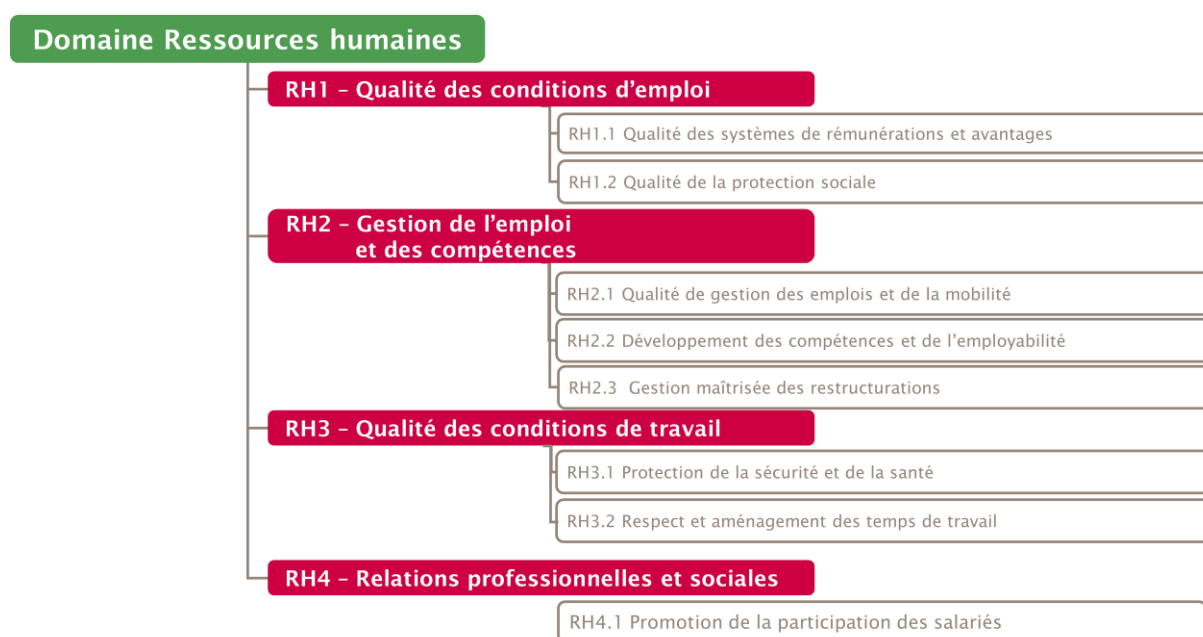 Domaine Ressources humaines
RH1 – Qualité des conditions d’emploi
RH1.1 Qualité des systèmes de rémunérations et avantages
RH1.2 Qualité de la protection sociale
RH2 – Gestion de l’emploi
et des compétences
RH2.1 Qualité de gestion des emplois et de la mobilité
RH2.2 Développement des compétences et de l’employabilité
RH2.3 Gestion maîtrisée des restructurations
RH3 – Qualité des conditions de travail
RH3.1 Protection de la sécurité et de la santé
RH3.2 Respect et aménagement des temps de travail
RH4 – Relations professionnelles et sociales
RH4.1 Promotion de la participation des salariés